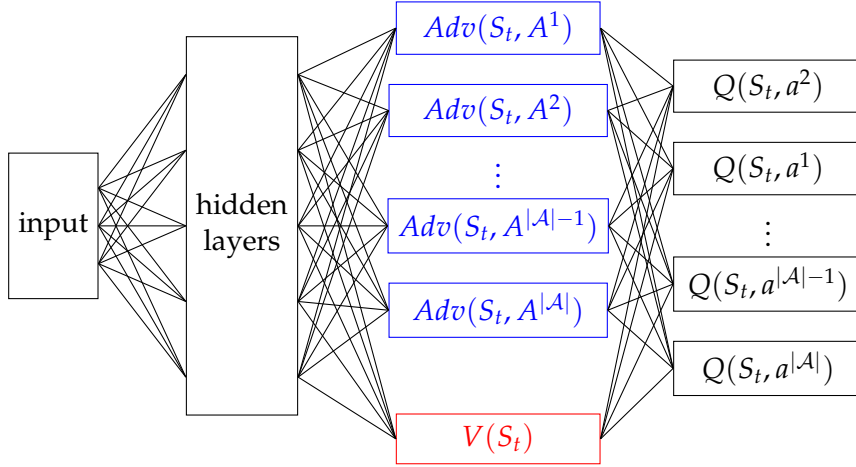 input
hidden
layers
Adv(S_t, A^1)
Adv(S_t, A^2)
⋮
Adv(S_t, A^{|𝒜|−1})
Adv(S_t, A^{|𝒜|})
V(S_t)
Q(S_t, a^2)
Q(S_t, a^1)
⋮
Q(S_t, a^{|𝒜|−1})
Q(S_t, a^{|𝒜|})